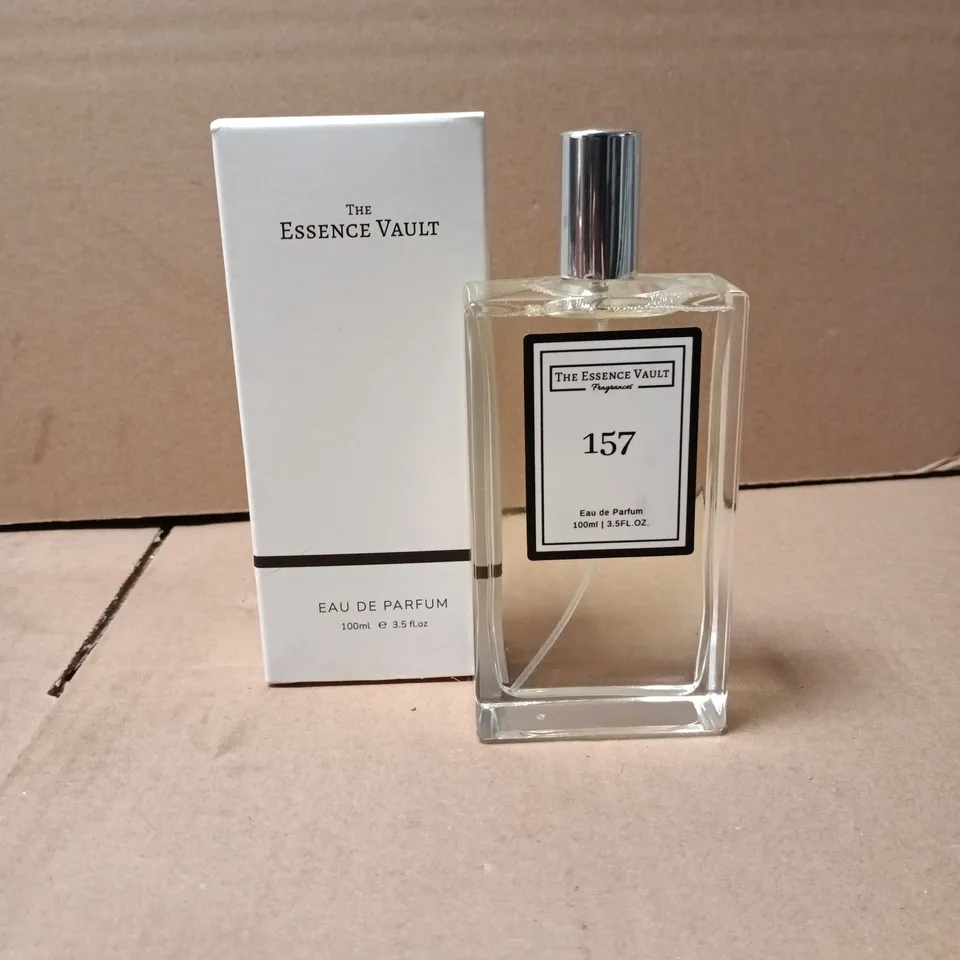 THE
ESSENCE VAULT
EAU DE PARFUM
100ml ℮ 3.5 fl.oz
THE ESSENCE VAULT
Fragrances
157
Eau de Parfum
100ml | 3.5FL.OZ.